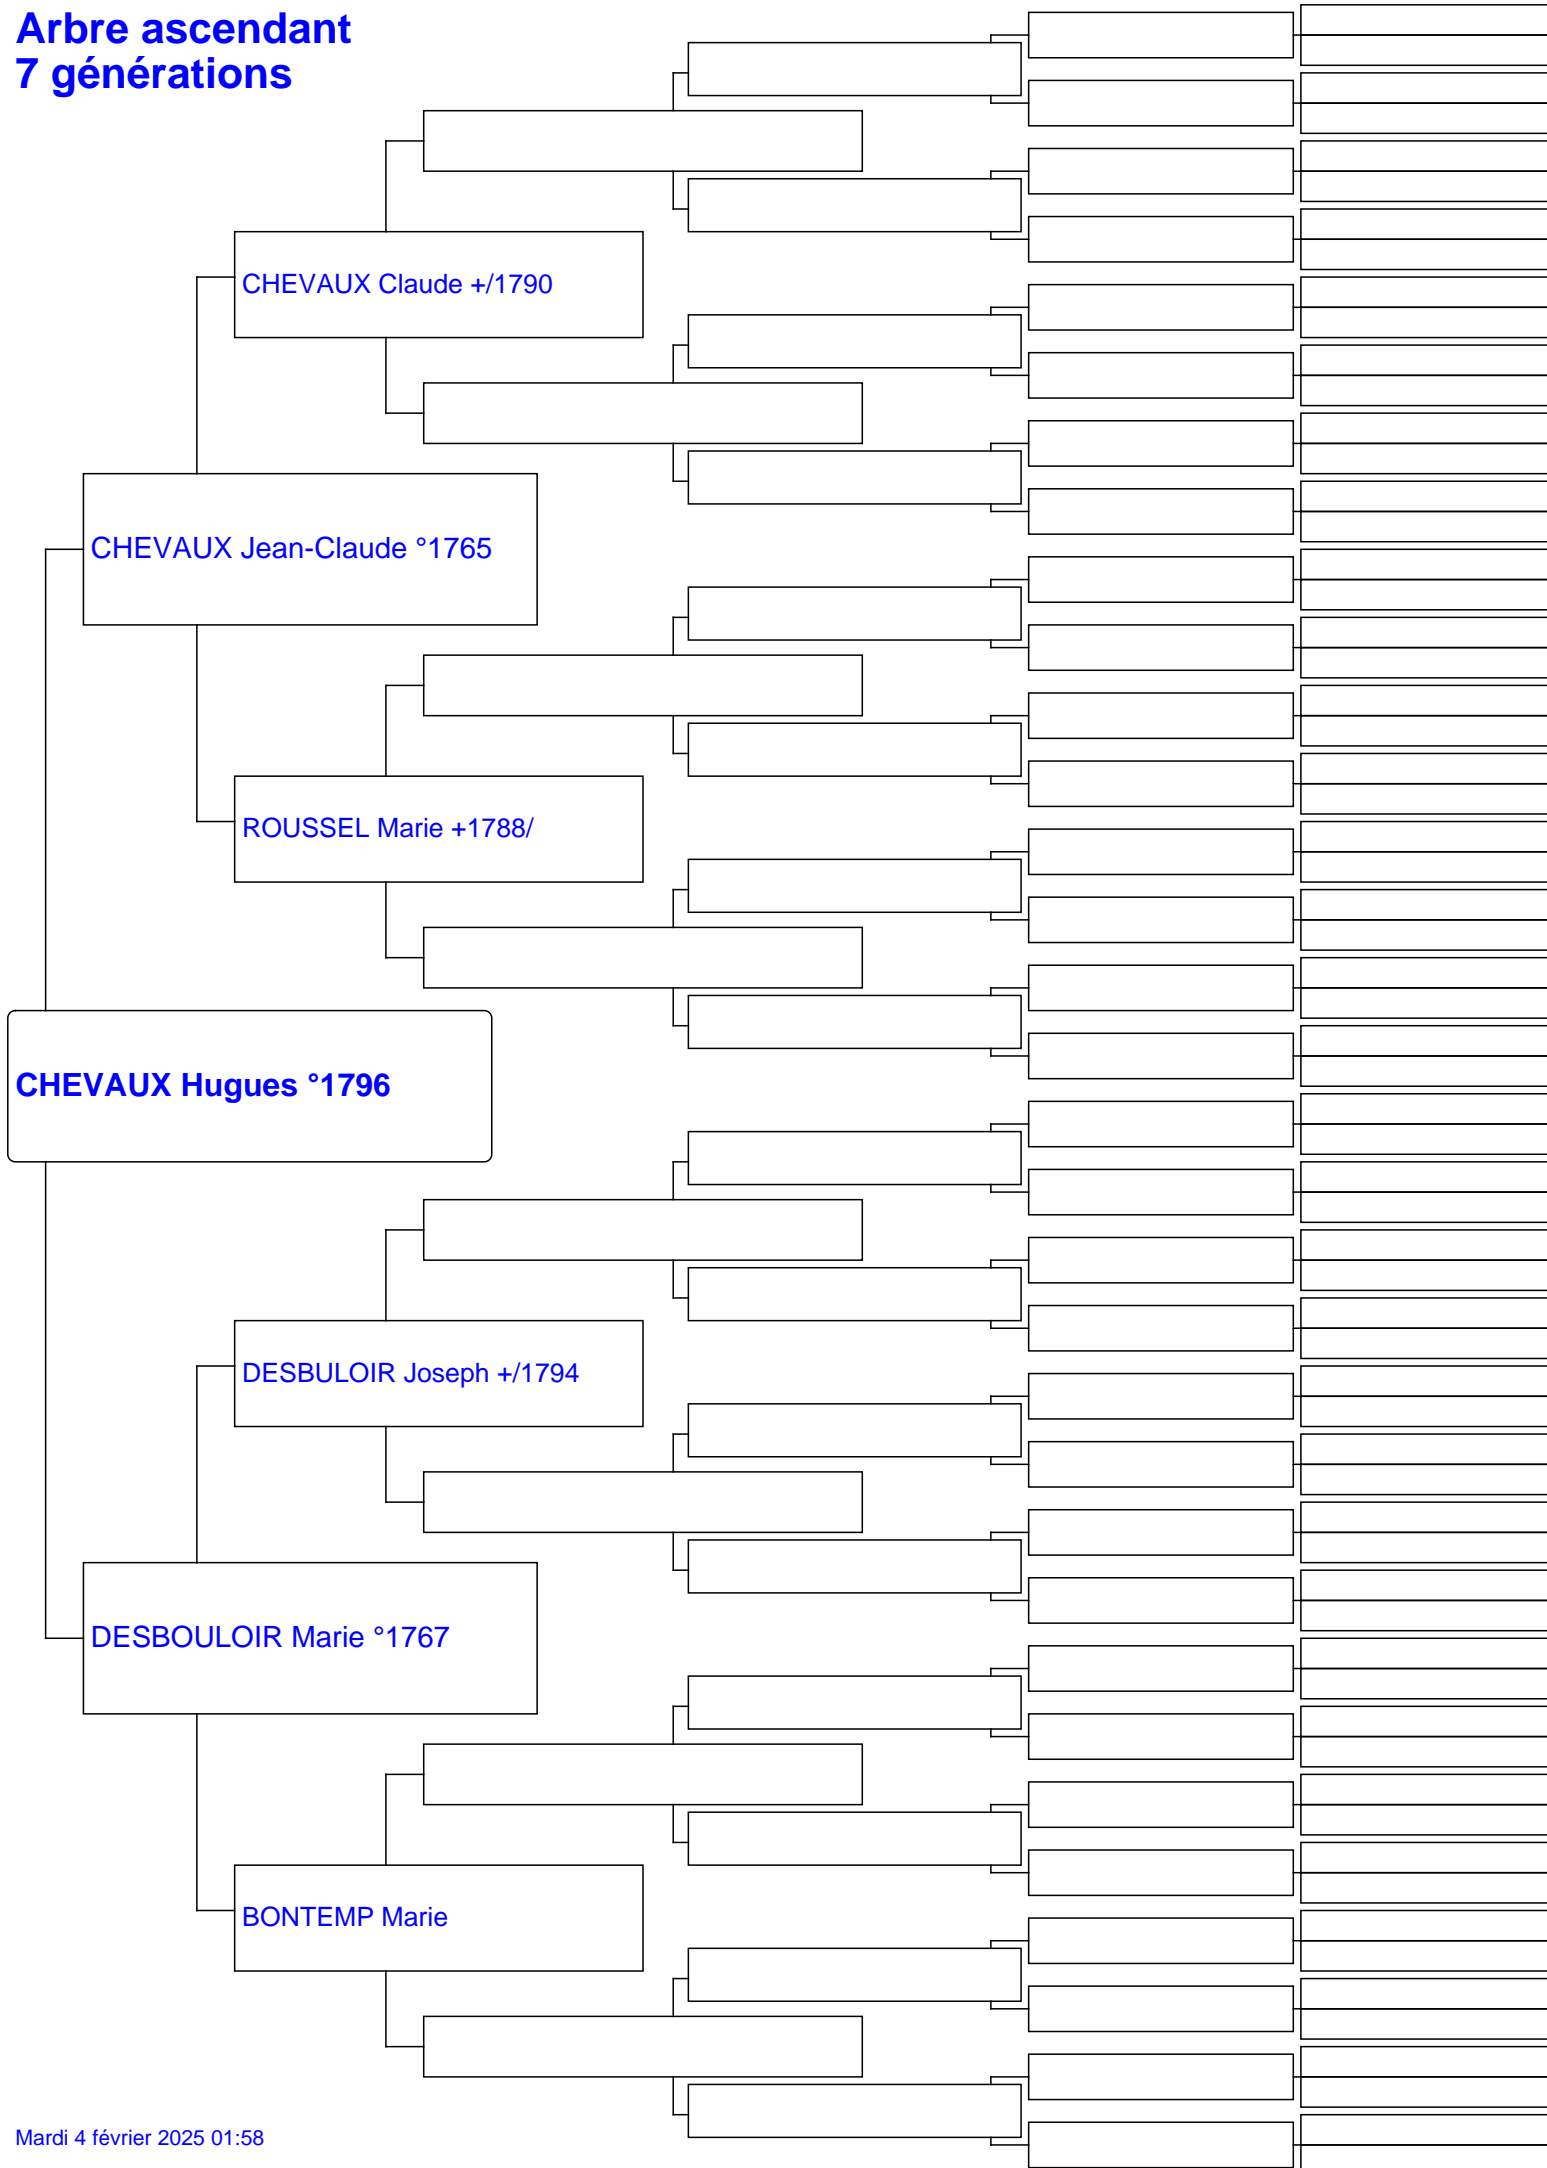 Arbre ascendant
7 générations
CHEVAUX Claude +/1790
CHEVAUX Jean-Claude °1765
ROUSSEL Marie +1788/
CHEVAUX Hugues °1796
DESBULOIR Joseph +/1794
DESBOULOIR Marie °1767
BONTEMP Marie
Mardi 4 février 2025 01:58